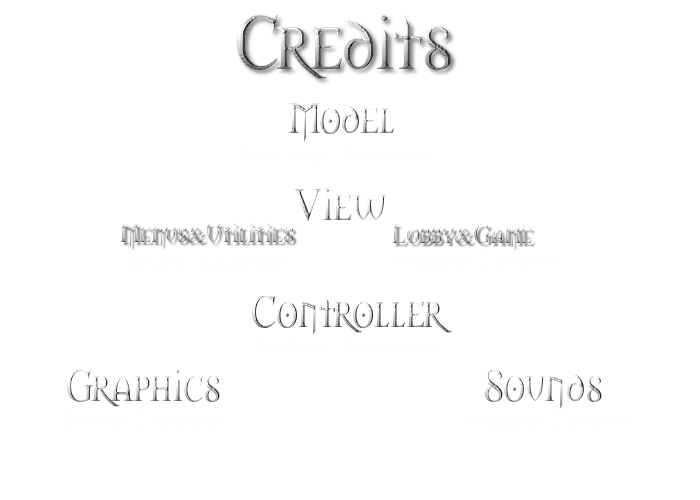 Credits
Model
View
Menus&Utilities Lobby&Game
Controller
Graphics Sounds